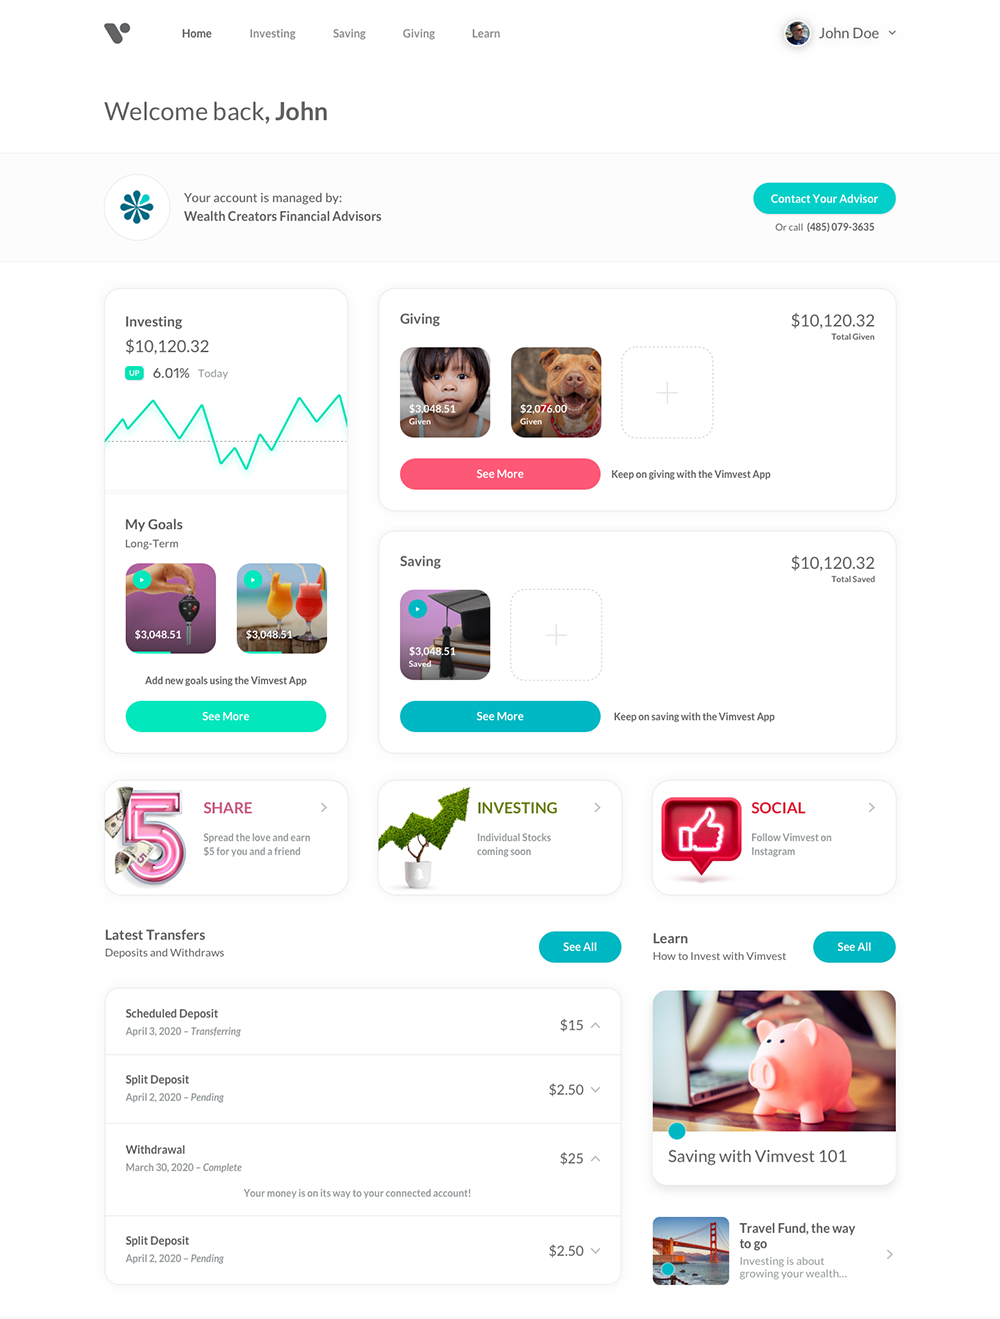 Home
Investing
Saving
Giving
Learn
John Doe
Welcome back, John
Your account is managed by:
Wealth Creators Financial Advisors
Contact Your Advisor
Or call (485) 079-3635
Investing
$10,120.32
UP 6.01% Today
My Goals
Long-Term
$3,048.51
$3,048.51
Add new goals using the Vimvest App
See More
Giving
$10,120.32
Total Given
$3,048.51
Given
$2,076.00
Given
See More
Keep on giving with the Vimvest App
Saving
$10,120.32
Total Saved
$3,048.51
Saved
See More
Keep on saving with the Vimvest App
5
SHARE
Spread the love and earn
$5 for you and a friend
INVESTING
Individual Stocks
coming soon
SOCIAL
Follow Vimvest on
Instagram
Latest Transfers
Deposits and Withdraws
See All
Scheduled Deposit
April 3, 2020 – Transferring
$15
Split Deposit
April 2, 2020 – Pending
$2.50
Withdrawal
March 30, 2020 – Complete
$25
Your money is on its way to your connected account!
Split Deposit
April 2, 2020 – Pending
$2.50
Learn
How to Invest with Vimvest
See All
Saving with Vimvest 101
Travel Fund, the way
to go
Investing is about
growing your wealth...